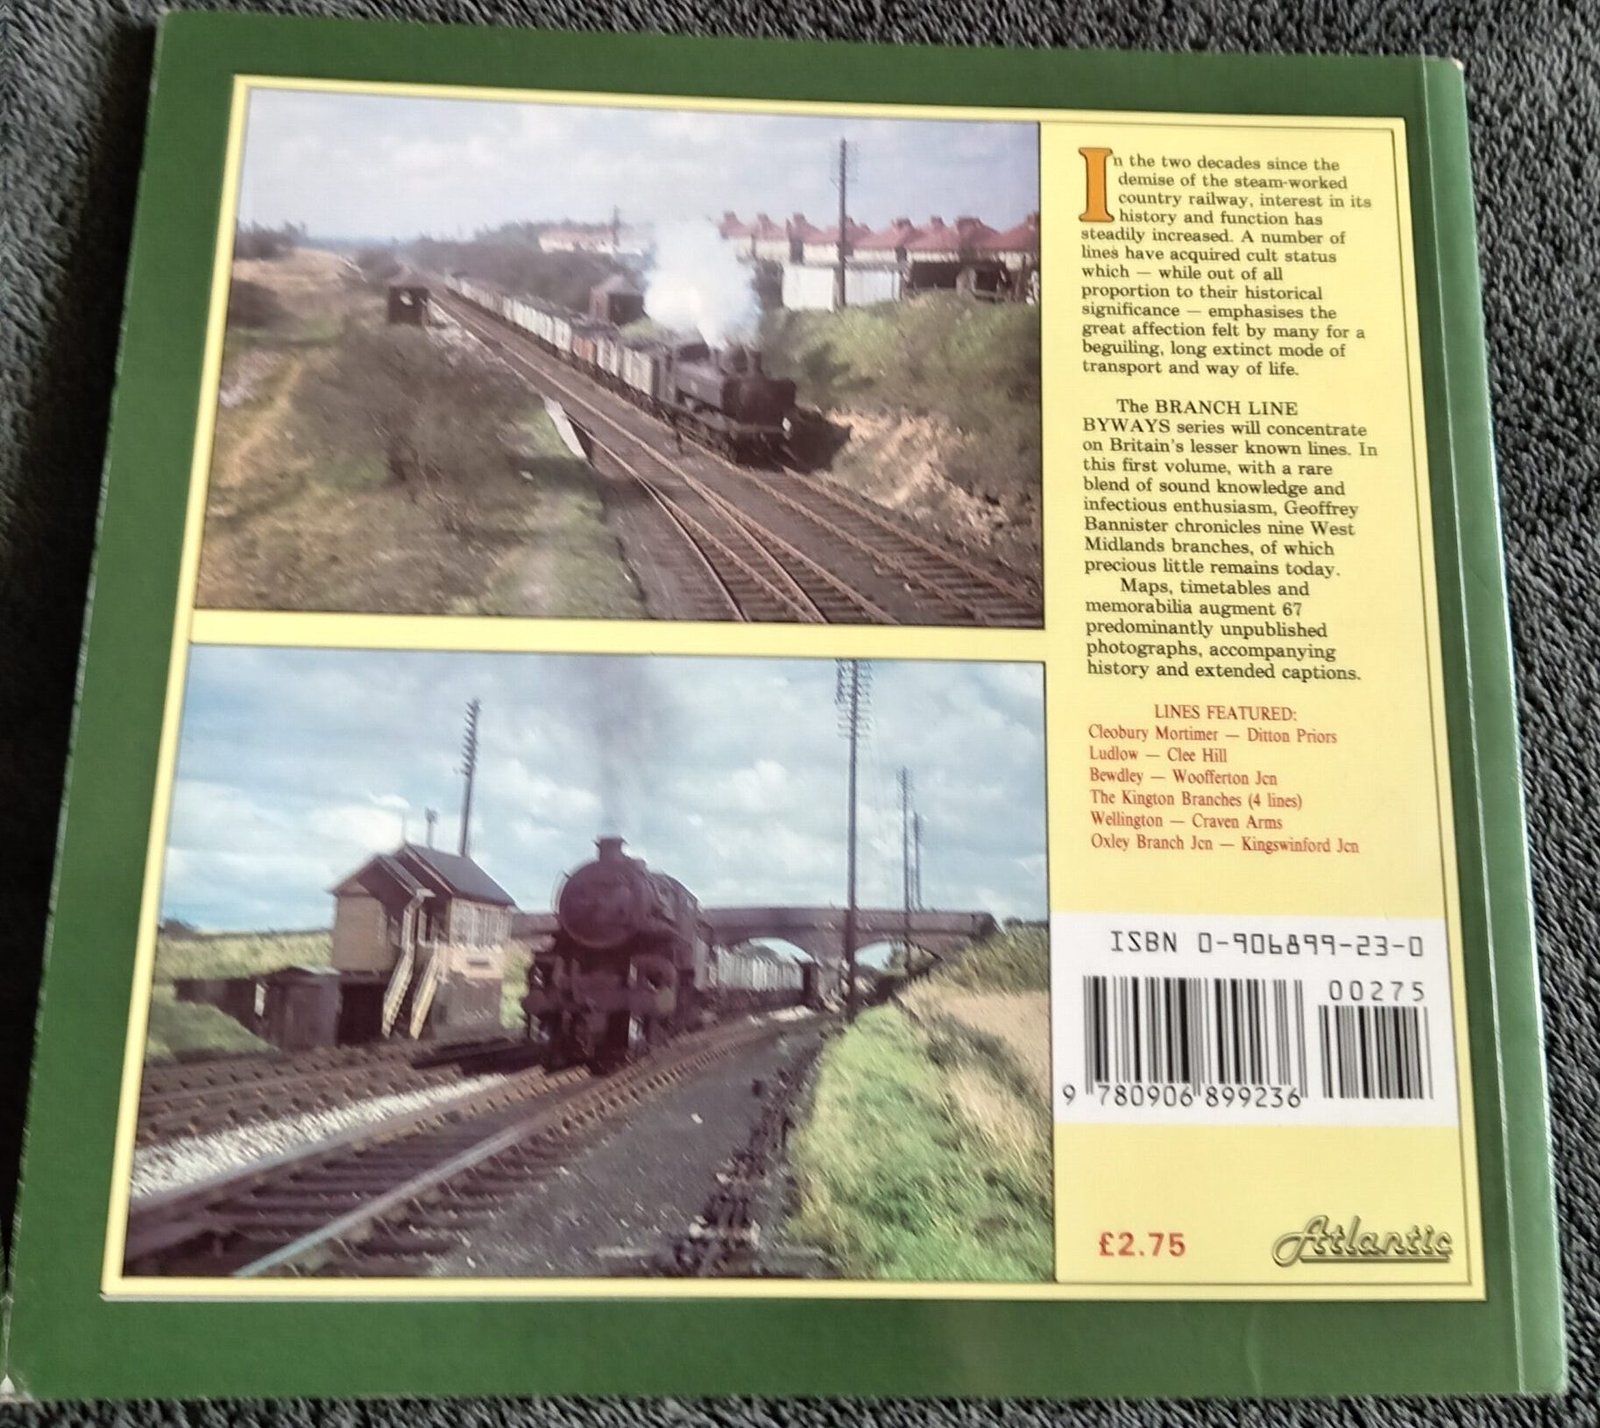 In the two decades since the
demise of the steam-worked
country railway, interest in its
history and function has
steadily increased. A number of
lines have acquired cult status
which — while out of all
proportion to their historical
significance — emphasises the
great affection felt by many for a
beguiling, long extinct mode of
transport and way of life.
The BRANCH LINE
BYWAYS series will concentrate
on Britain's lesser known lines. In
this first volume, with a rare
blend of sound knowledge and
infectious enthusiasm, Geoffrey
Bannister chronicles nine West
Midlands branches, of which
precious little remains today.
Maps, timetables and
memorabilia augment 67
predominantly unpublished
photographs, accompanying
history and extended captions.
LINES FEATURED:
Cleobury Mortimer — Ditton Priors
Ludlow — Clee Hill
Bewdley — Woofferton Jcn
The Kington Branches (4 lines)
Wellington — Craven Arms
Oxley Branch Jcn — Kingswinford Jcn
ISBN 0-906899-23-0
00275
9 780906 899236
£2.75
Atlantic